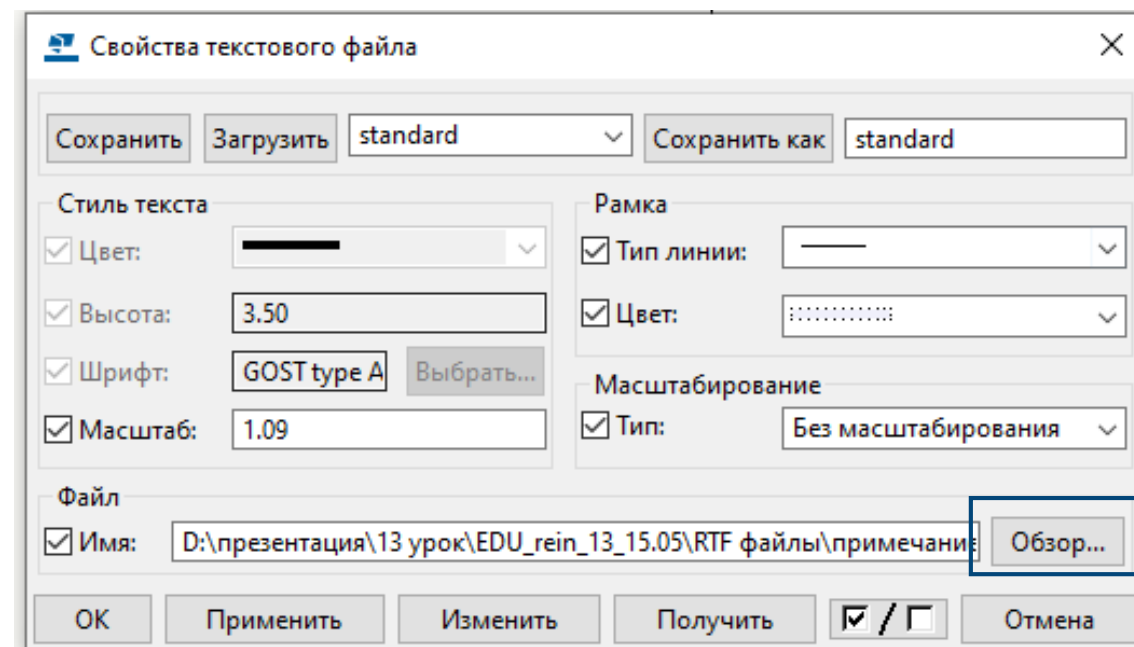 Свойства текстового файла
Сохранить Загрузить standard Сохранить как standard
Стиль текста Рамка
Цвет: Тип линии:
Высота: 3.50 Цвет:
Шрифт: GOST type A Выбрать...
Масштабирование
Масштаб: 1.09 Тип: Без масштабирования
Файл
Имя: D:\презентация\13 урок\EDU_rein_13_15.05\RTF файлы\примечание Обзор...
ОК Применить Изменить Получить / Отмена